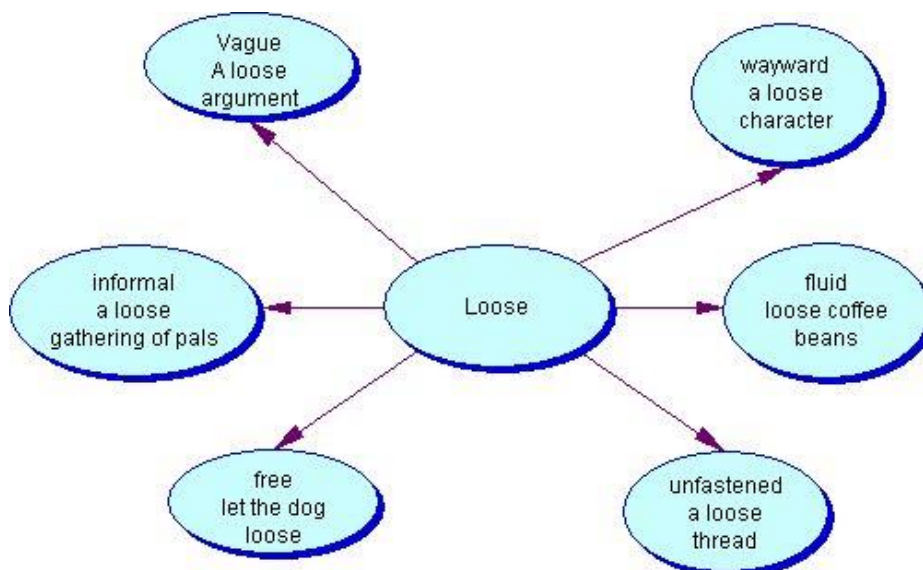 Vague
A loose
argument
wayward
a loose
character
informal
a loose
gathering of pals
Loose
fluid
loose coffee
beans
free
let the dog
loose
unfastened
a loose
thread